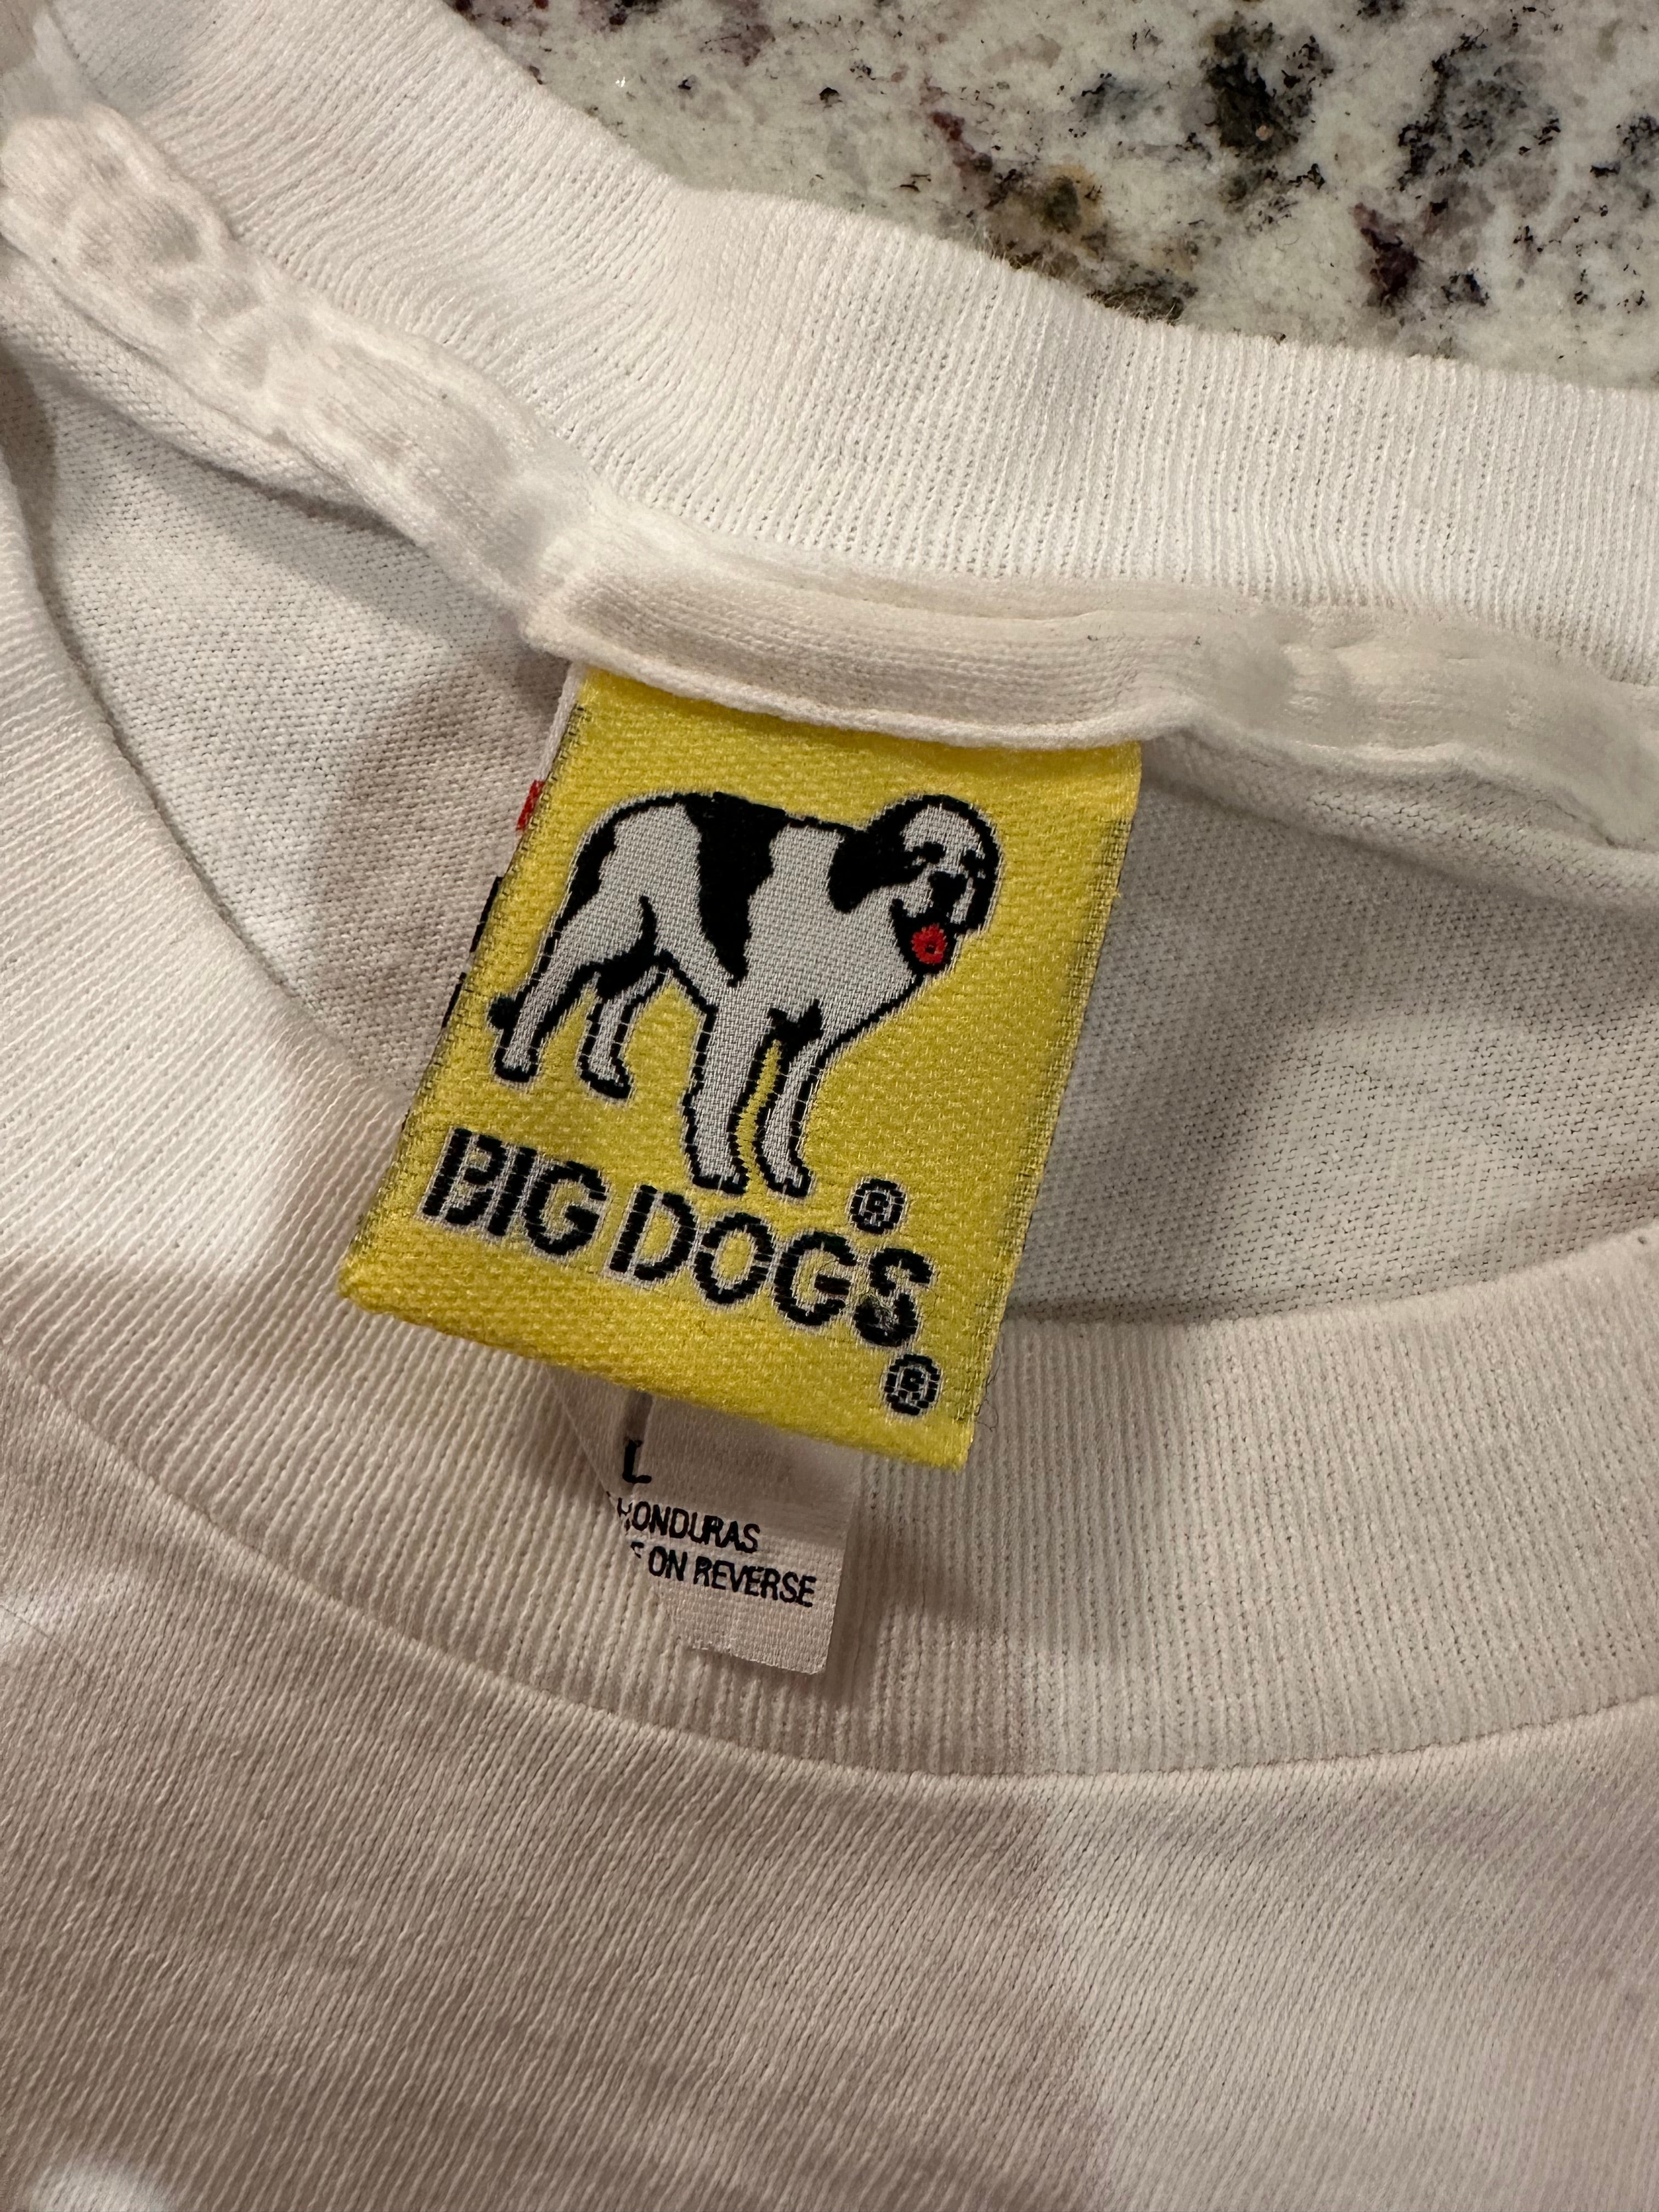 ®
BIG DOGS
®
L
HONDURAS
ON REVERSE